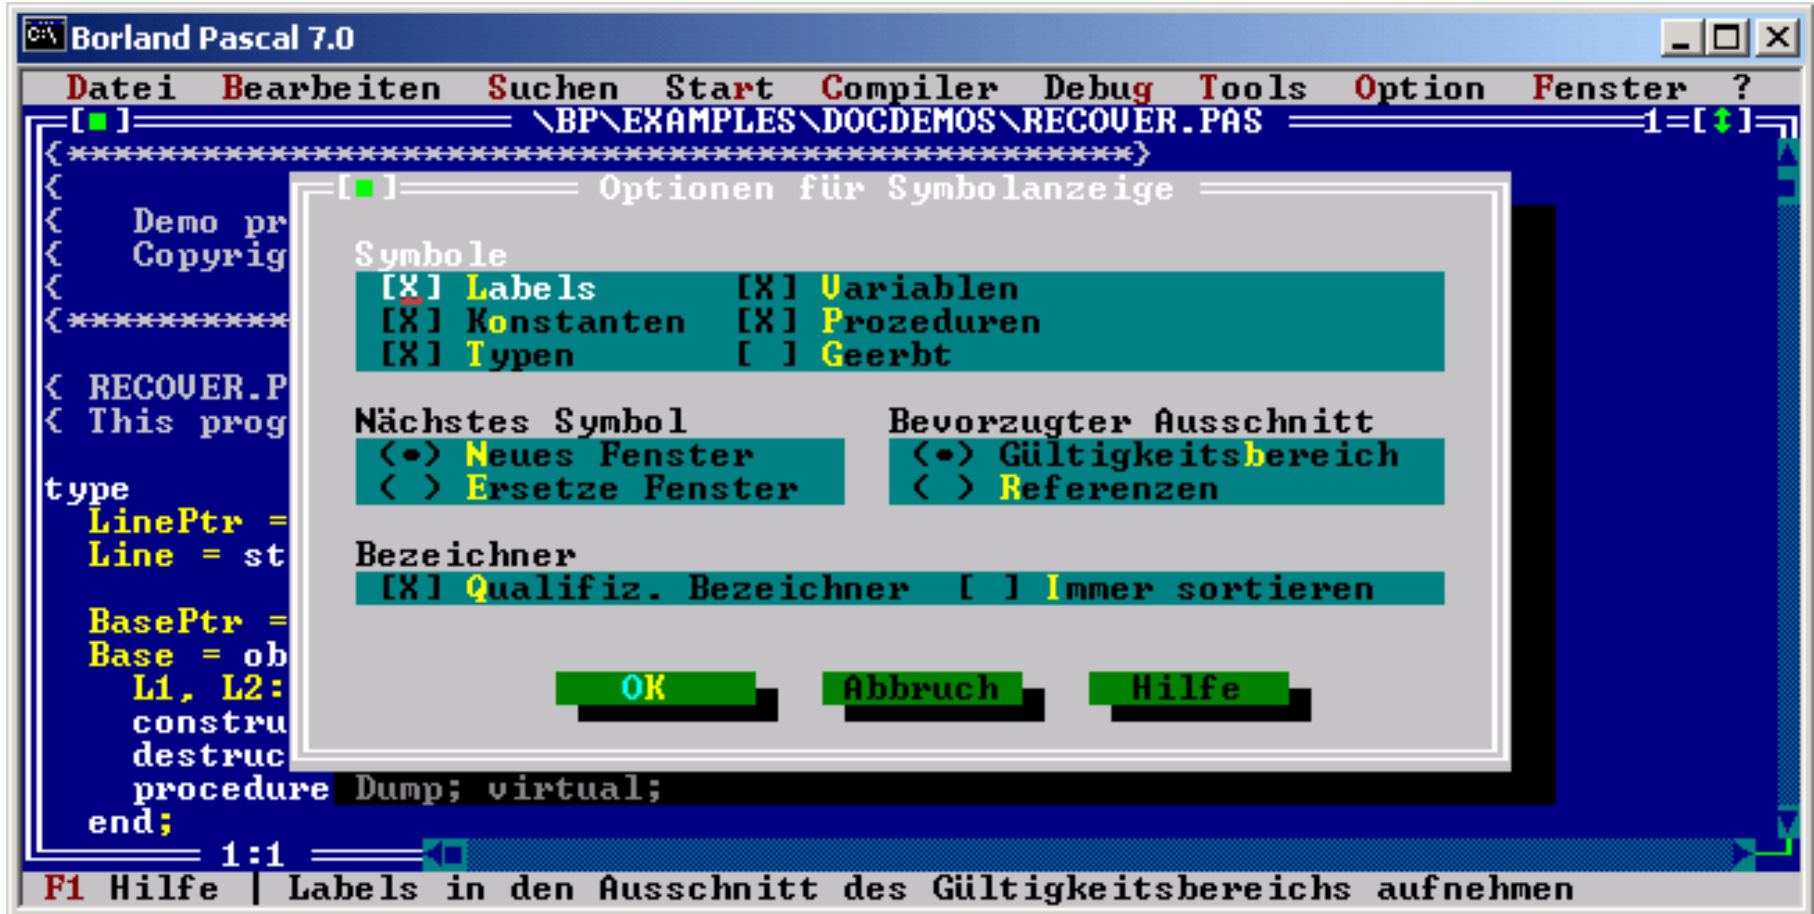 Borland Pascal 7.0
Datei Bearbeiten Suchen Start Compiler Debug Tools Option Fenster ?
[■] \BP\EXAMPLES\DOCDEMOS\RECOVER.PAS 1=[↕]
{************************************************}
{
{ Demo pr
{ Copyrig
{
{**********
{ RECOVER.P
{ This prog
type
LinePtr =
Line = st
BasePtr =
Base = ob
L1, L2:
constru
destruc
procedure Dump; virtual;
end;
1:1
[■] Optionen für Symbolanzeige
Symbole
[X] Labels [X] Variablen
[X] Konstanten [X] Prozeduren
[X] Typen [ ] Geerbt
Nächstes Symbol Bevorzugter Ausschnitt
(•) Neues Fenster (•) Gültigkeitsbereich
( ) Ersetze Fenster ( ) Referenzen
Bezeichner
[X] Qualifiz. Bezeichner [ ] Immer sortieren
OK Abbruch Hilfe
F1 Hilfe | Labels in den Ausschnitt des Gültigkeitsbereichs aufnehmen